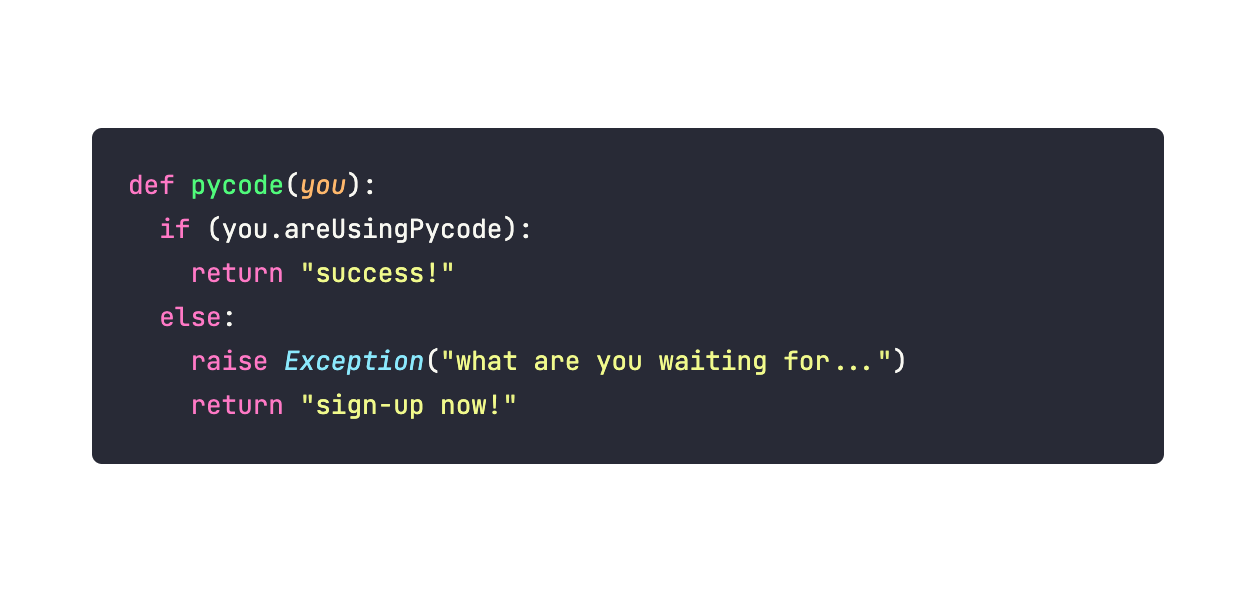 def pycode(you):
  if (you.areUsingPycode):
    return "success!"
  else:
    raise Exception("what are you waiting for...")
    return "sign-up now!"